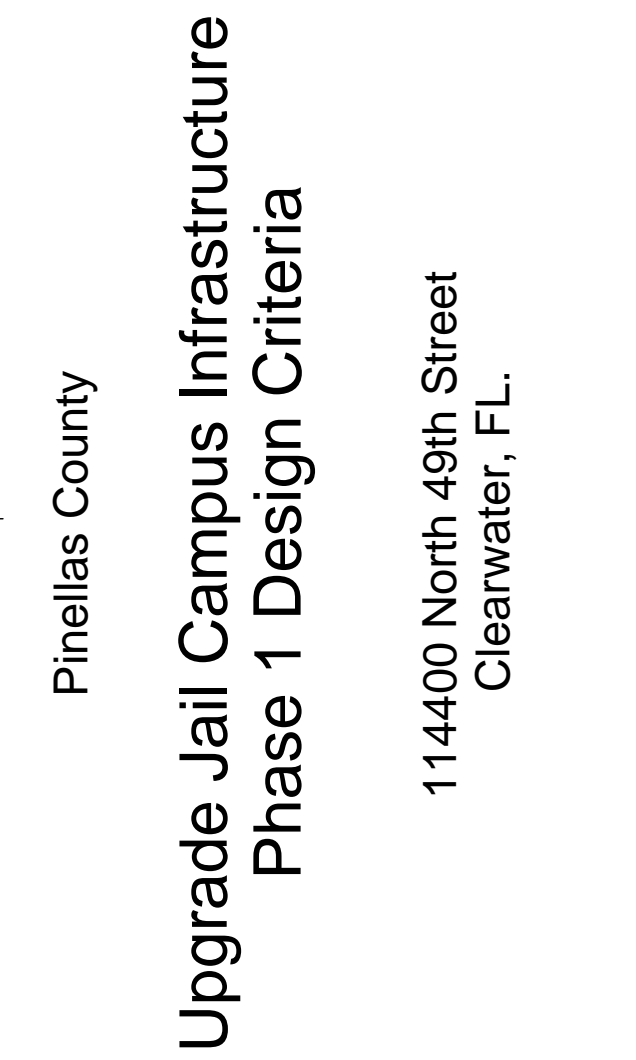 Pinellas County
Upgrade Jail Campus Infrastructure
Phase 1 Design Criteria
114400 North 49th Street
Clearwater, FL.